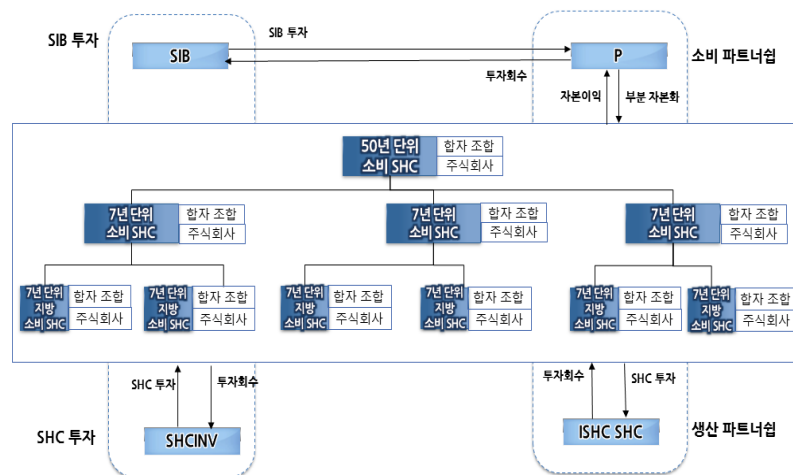 SIB 투자
SIB
SIB 투자
투자회수
P
소비 파트너쉽
자본이익
부분 자본화
50년 단위
소비 SHC
합자 조합
주식회사
7년 단위
소비 SHC
합자 조합
주식회사
7년 단위
소비 SHC
합자 조합
주식회사
7년 단위
소비 SHC
합자 조합
주식회사
7년 단위
지방
소비 SHC
합자 조합
주식회사
7년 단위
지방
소비 SHC
합자 조합
주식회사
7년 단위
지방
소비 SHC
합자 조합
주식회사
7년 단위
지방
소비 SHC
합자 조합
주식회사
7년 단위
지방
소비 SHC
합자 조합
주식회사
7년 단위
지방
소비 SHC
합자 조합
주식회사
SHC 투자
투자회수
투자회수
SHC 투자
SHC 투자
SHCINV
ISHC SHC
생산 파트너쉽